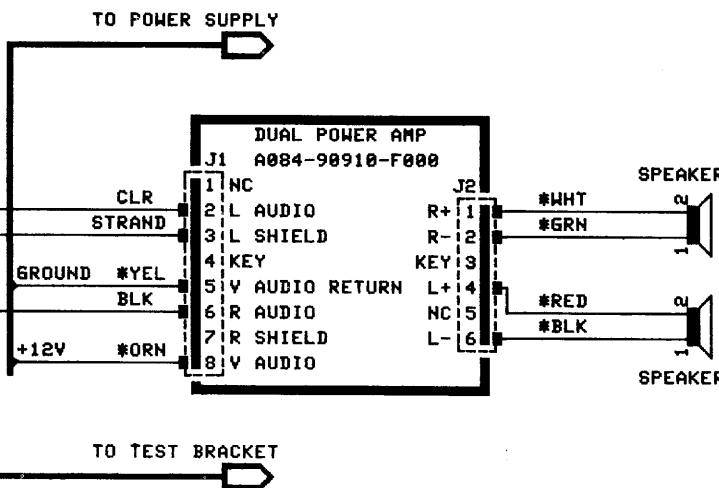 TO POWER SUPPLY
DUAL POWER AMP
A084-90910-F000
J1
1 NC
CLR 2 L AUDIO
STRAND 3 L SHIELD
4 KEY
GROUND *YEL 5 V AUDIO RETURN
BLK 6 R AUDIO
7 R SHIELD
+12V *ORN 8 V AUDIO
J2
R+ 1 *WHT 2
R- 2 *GRN 1
KEY 3
L+ 4 *RED 2
NC 5
L- 6 *BLK 1
SPEAKER
SPEAKER
TO TEST BRACKET